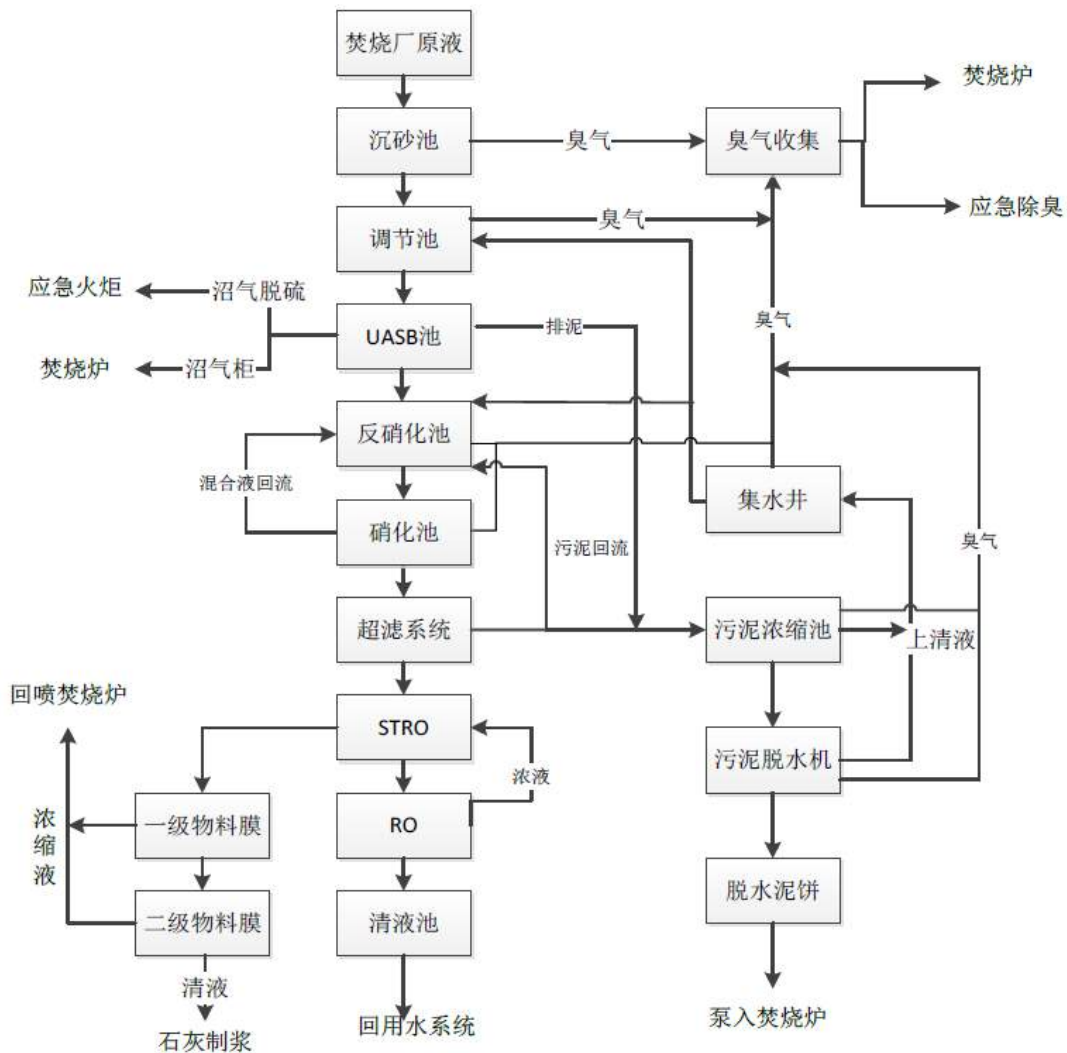 焚烧厂原液
焚烧炉
沉砂池
臭气
臭气收集
调节池
臭气
应急除臭
应急火炬
沼气脱硫
UASB池
排泥
臭气
焚烧炉
沼气柜
反硝化池
混合液回流
集水井
硝化池
污泥回流
臭气
超滤系统
污泥浓缩池
上清液
回喷焚烧炉
STRO
污泥脱水机
浓液
浓缩液
一级物料膜
RO
脱水泥饼
二级物料膜
清液池
清液
石灰制浆
回用水系统
泵入焚烧炉